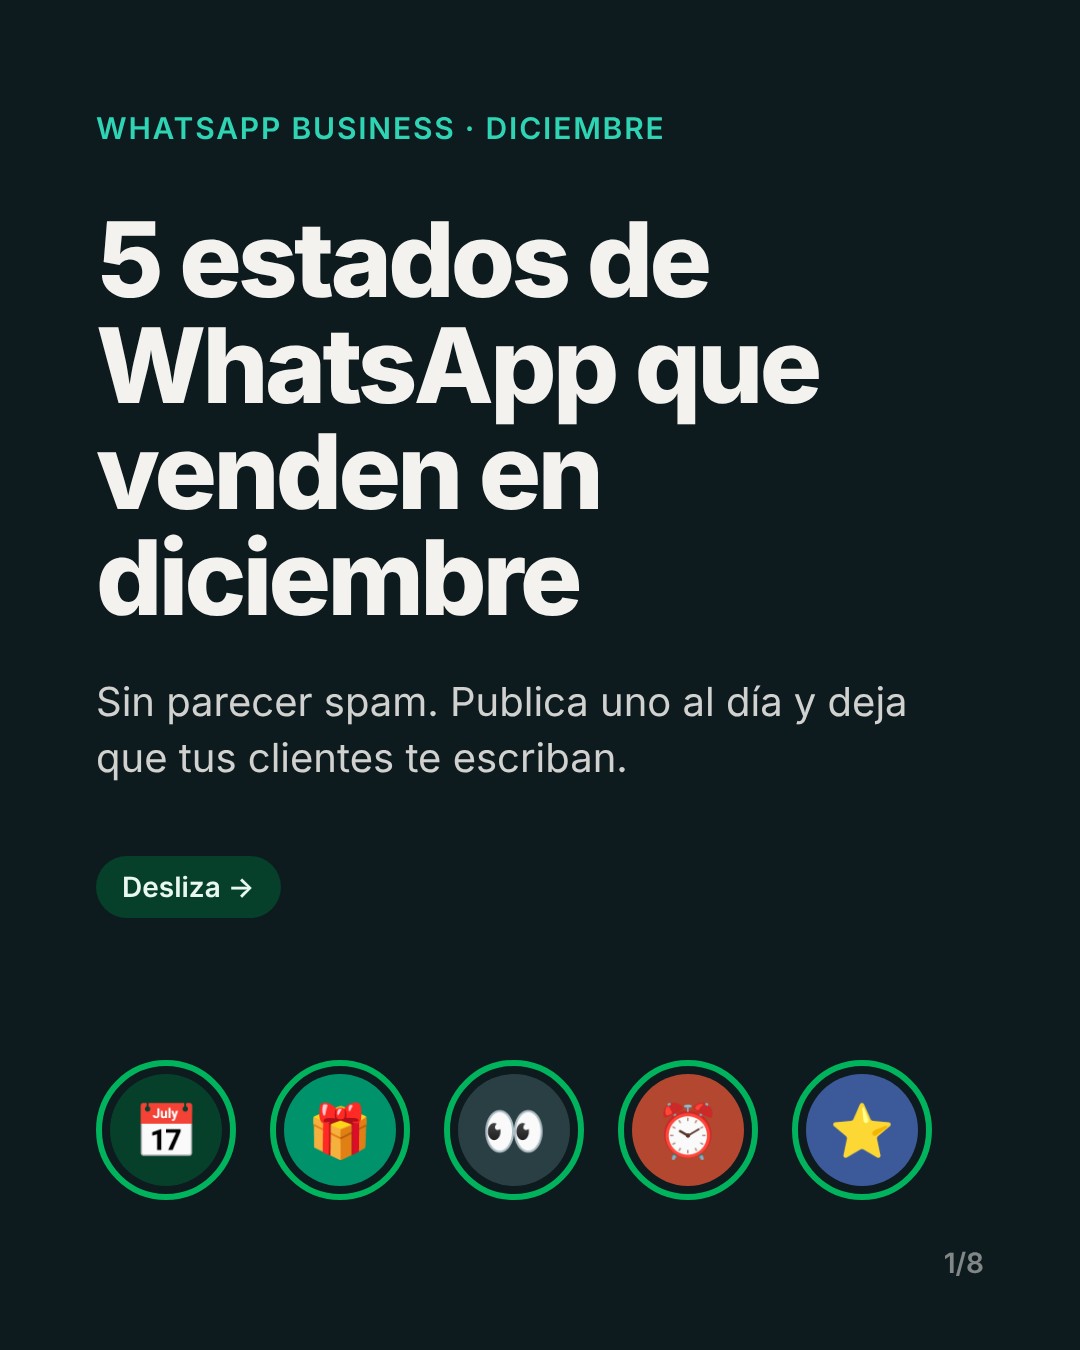 WHATSAPP BUSINESS · DICIEMBRE
5 estados de
WhatsApp que
venden en
diciembre
Sin parecer spam. Publica uno al día y deja
que tus clientes te escriban.
Desliza →
July
17
1/8